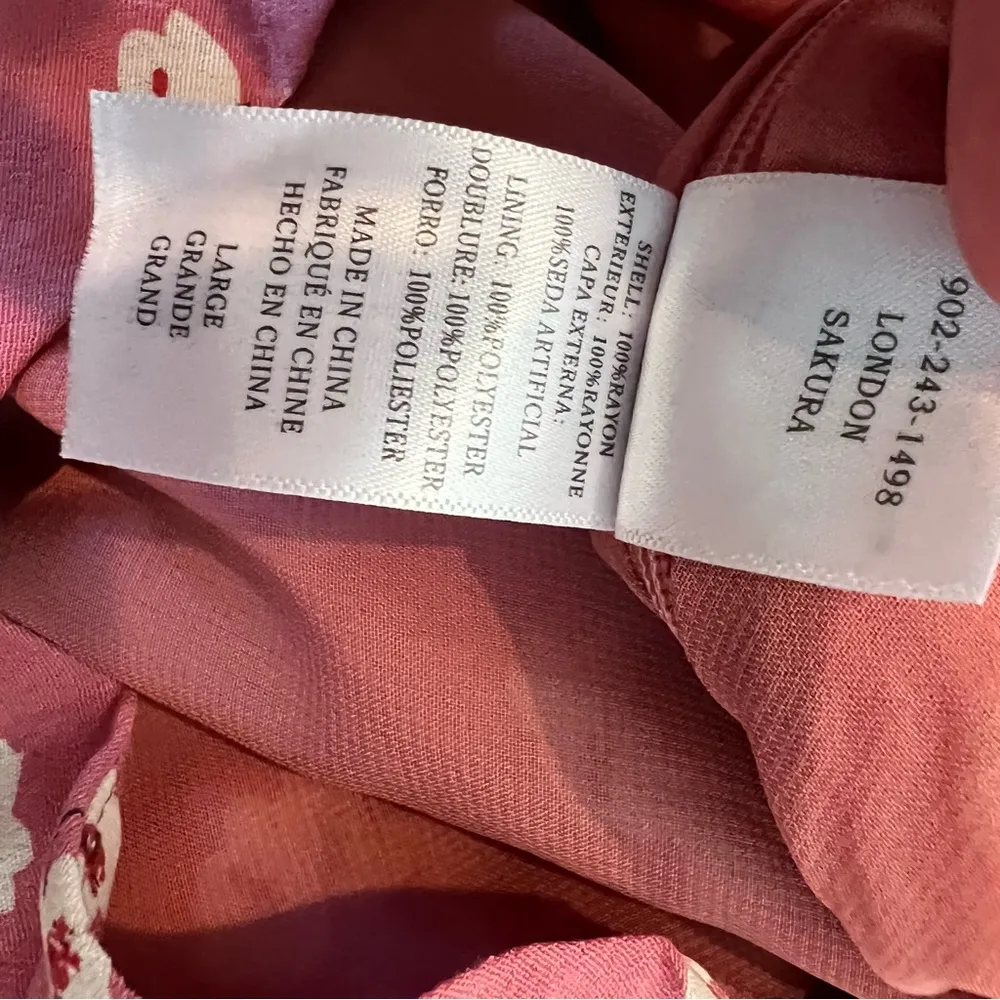 902-243-1498
LONDON
SAKURA
SHELL: 100%RAYON
EXTERIEUR: 100%RAYONNE
CAPA EXTERNA:
100%SEDA ARTIFICIAL
LINING: 100%POLYESTER
DOUBLURE: 100%POLYESTER
FORRO: 100%POLIESTER
MADE IN CHINA
FABRIQUÉ EN CHINE
HECHO EN CHINA
LARGE
GRANDE
GRAND